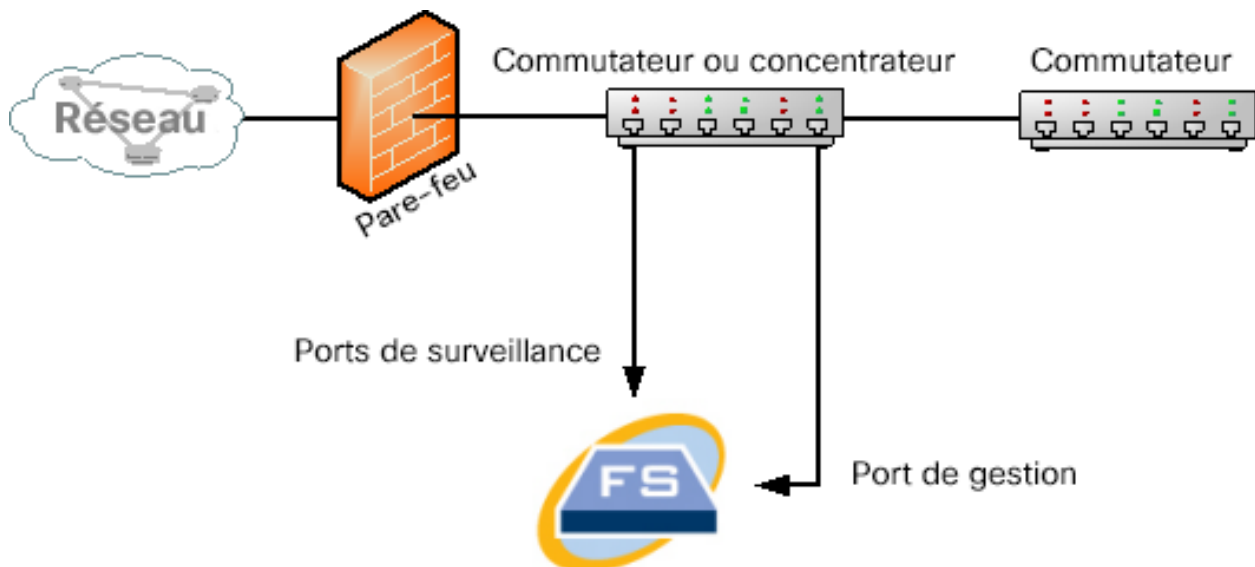 Commutateur ou concentrateur
Commutateur
Réseau
Pare-feu
Ports de surveillance
FS
Port de gestion